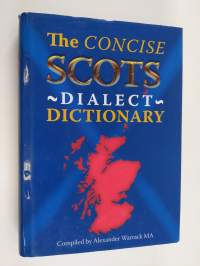 The CONCISE
SCOTS
~DIALECT~
DICTIONARY
Compiled by Alexander Warrack MA